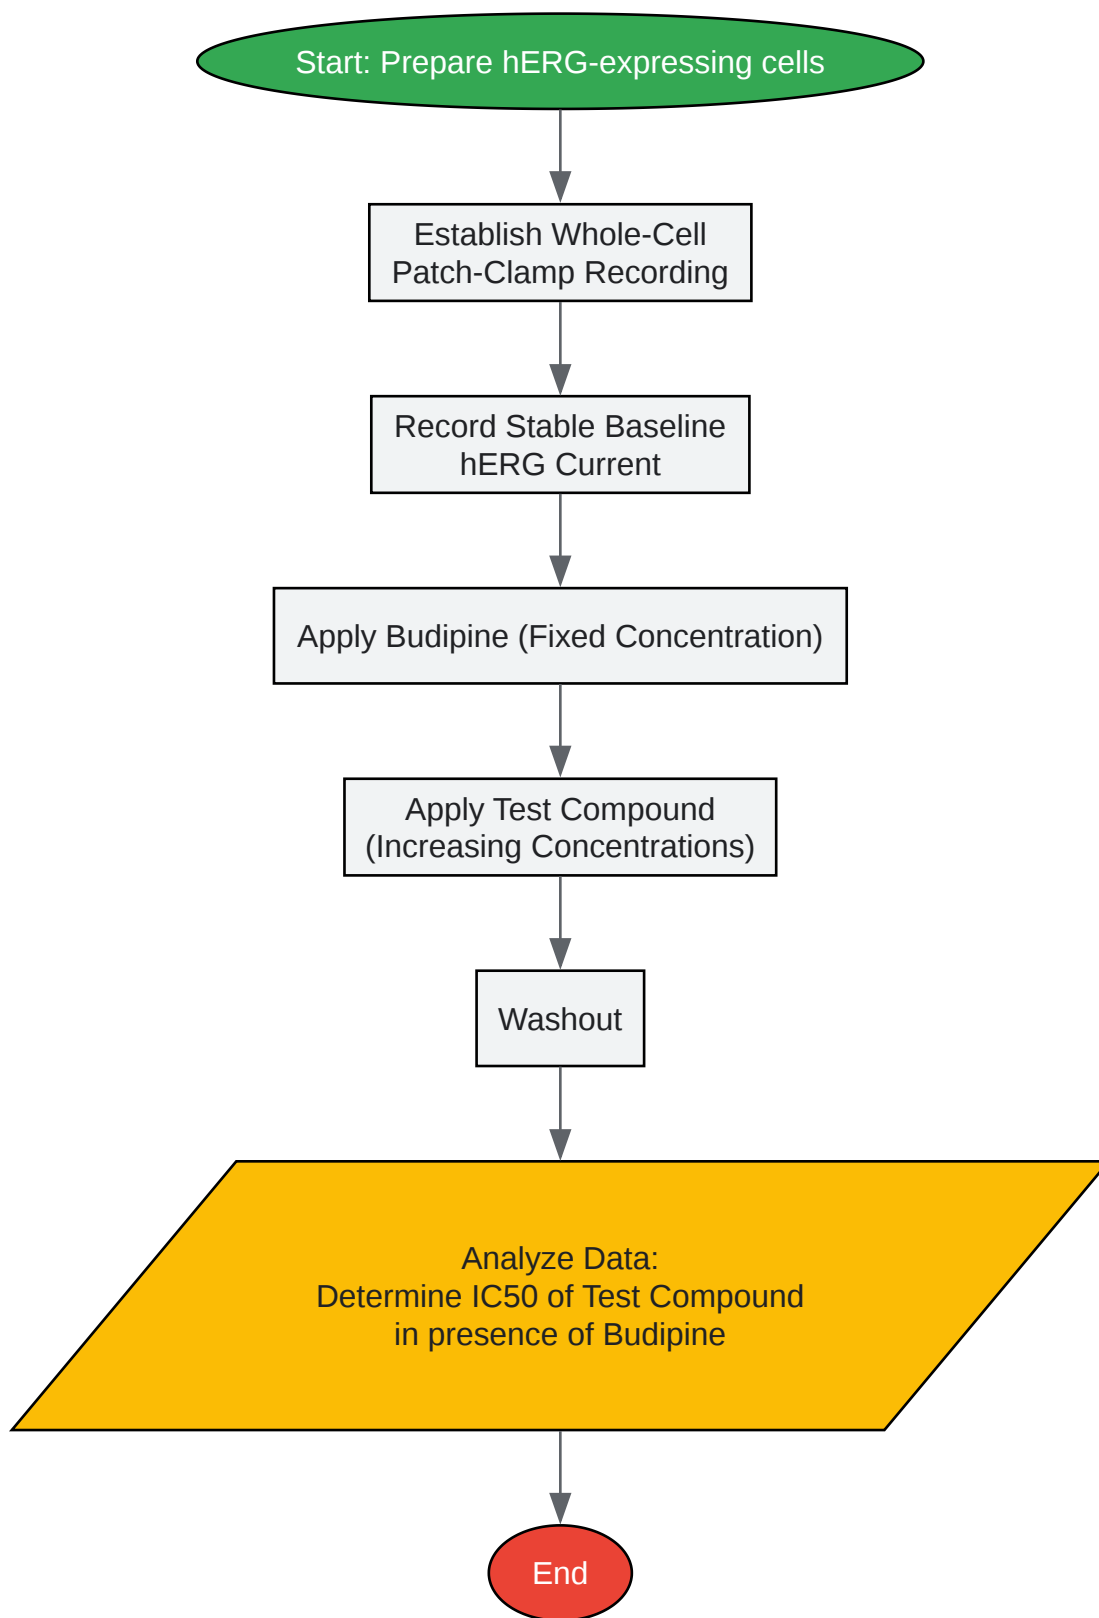 Start: Prepare hERG-expressing cells
Establish Whole-Cell
Patch-Clamp Recording
Record Stable Baseline
hERG Current
Apply Budipine (Fixed Concentration)
Apply Test Compound
(Increasing Concentrations)
Washout
Analyze Data:
Determine IC50 of Test Compound
in presence of Budipine
End